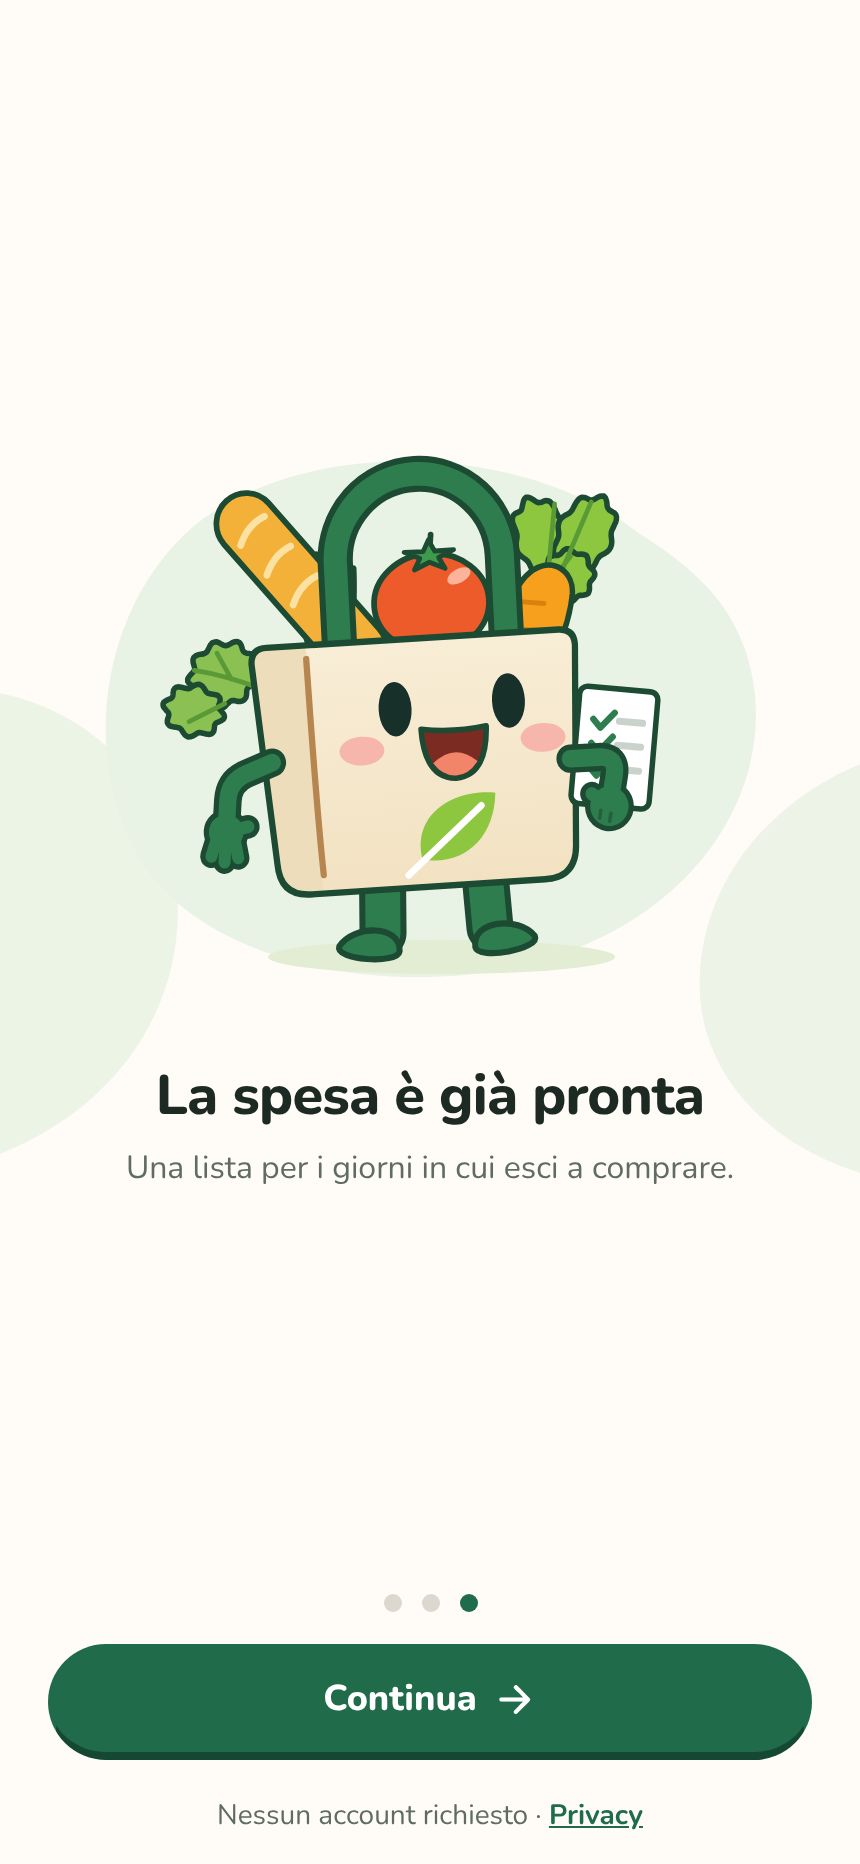 La spesa è già pronta
Una lista per i giorni in cui esci a comprare.
Continua →
Nessun account richiesto · Privacy